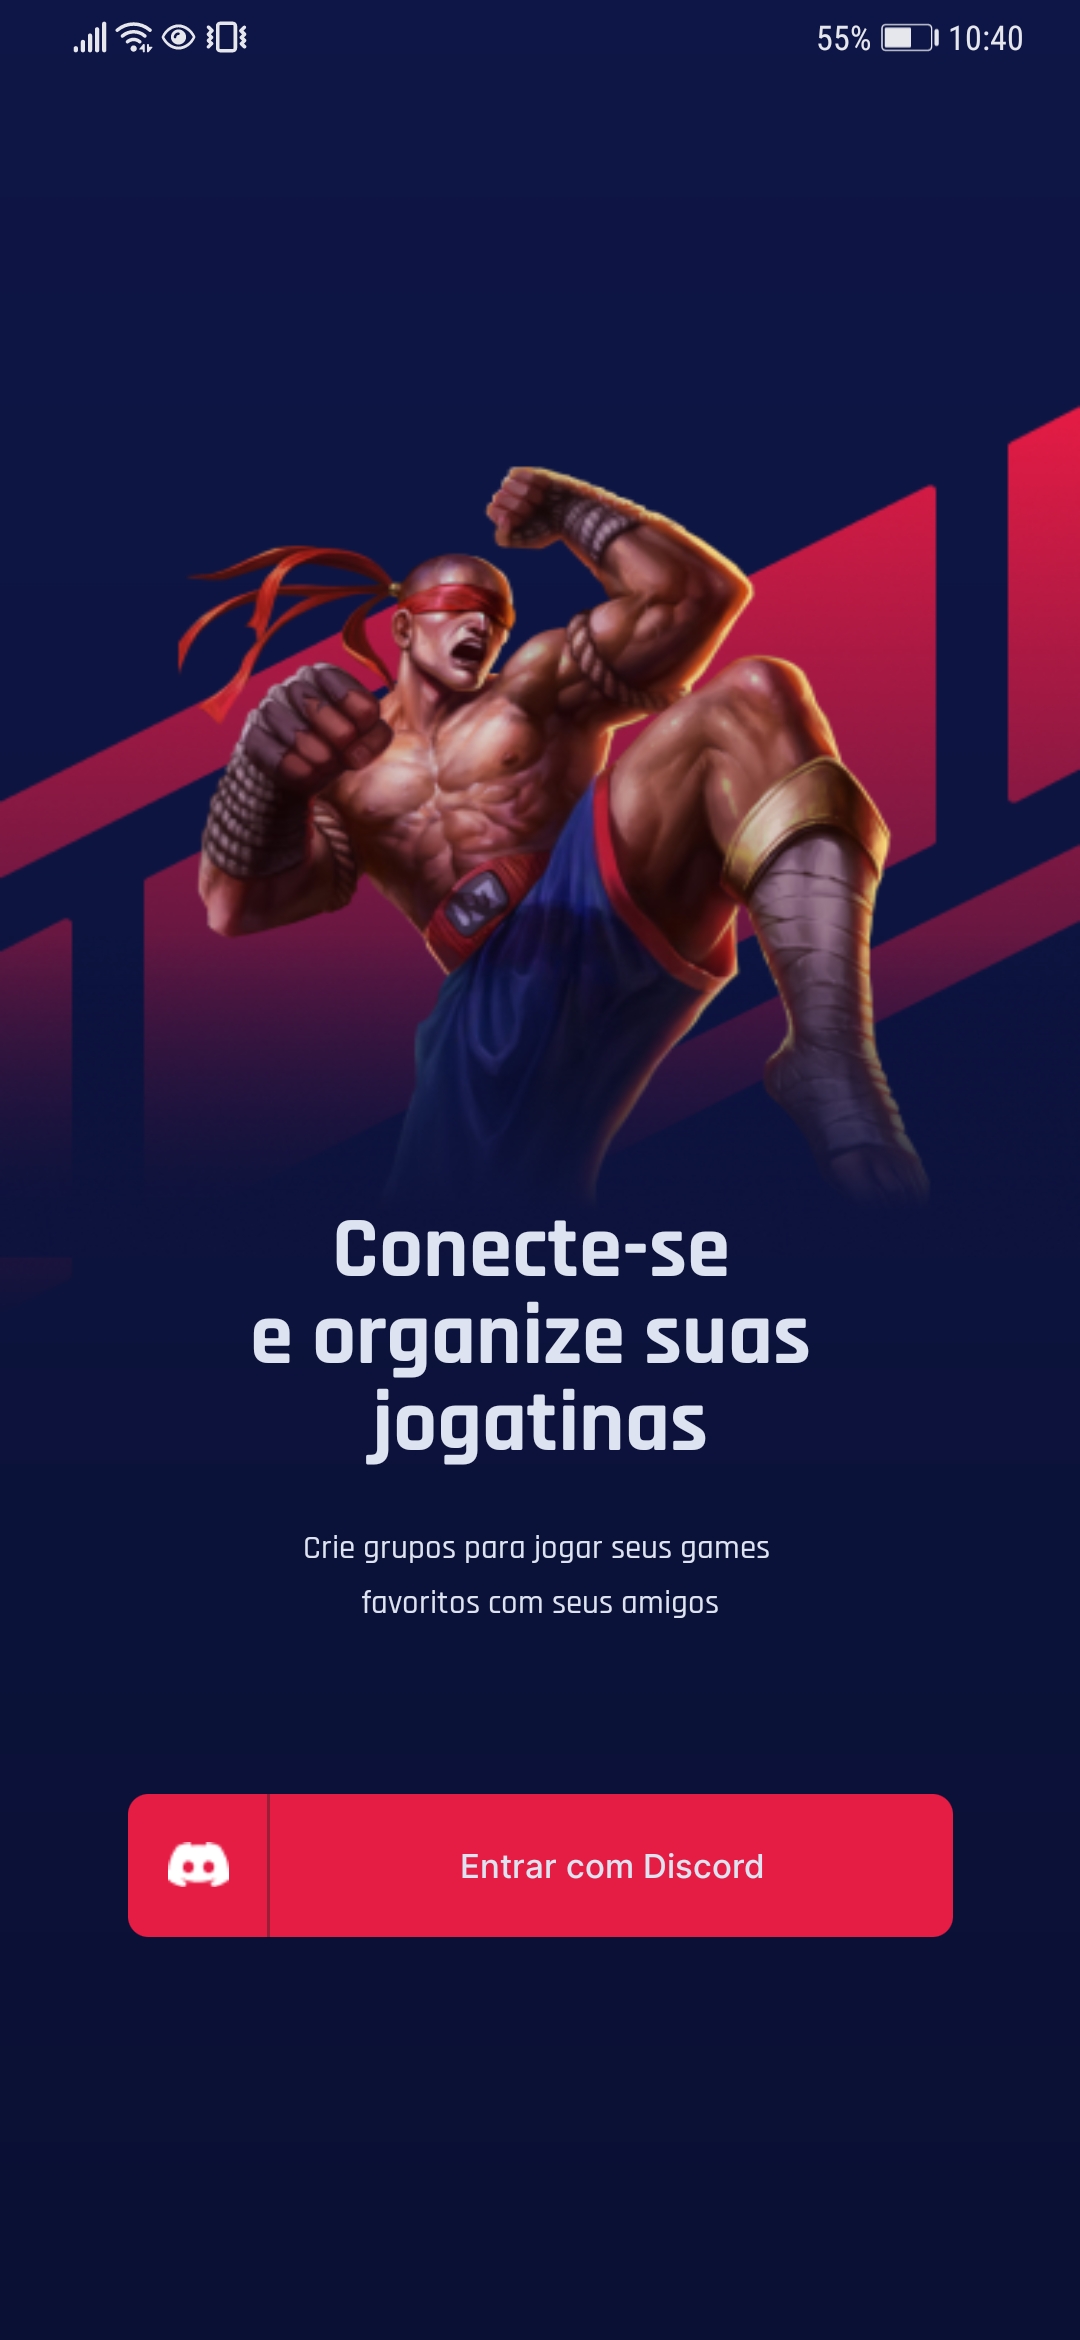 55% 10:40
Conecte-se
e organize suas
jogatinas
Crie grupos para jogar seus games
favoritos com seus amigos
Entrar com Discord